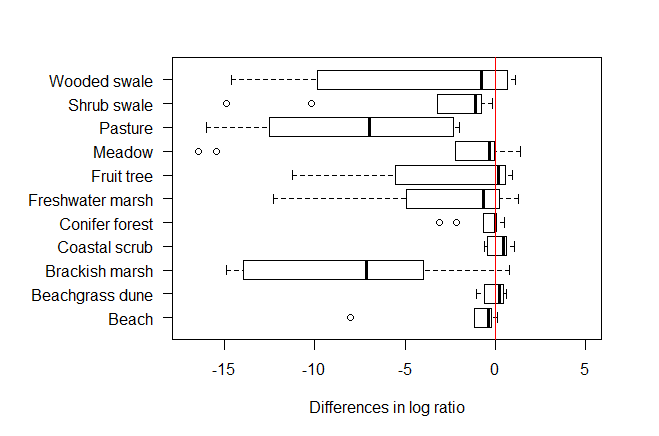 Wooded swale
Shrub swale
Pasture
Meadow
Fruit tree
Freshwater marsh
Conifer forest
Coastal scrub
Brackish marsh
Beachgrass dune
Beach
-15 -10 -5 0 5
Differences in log ratio